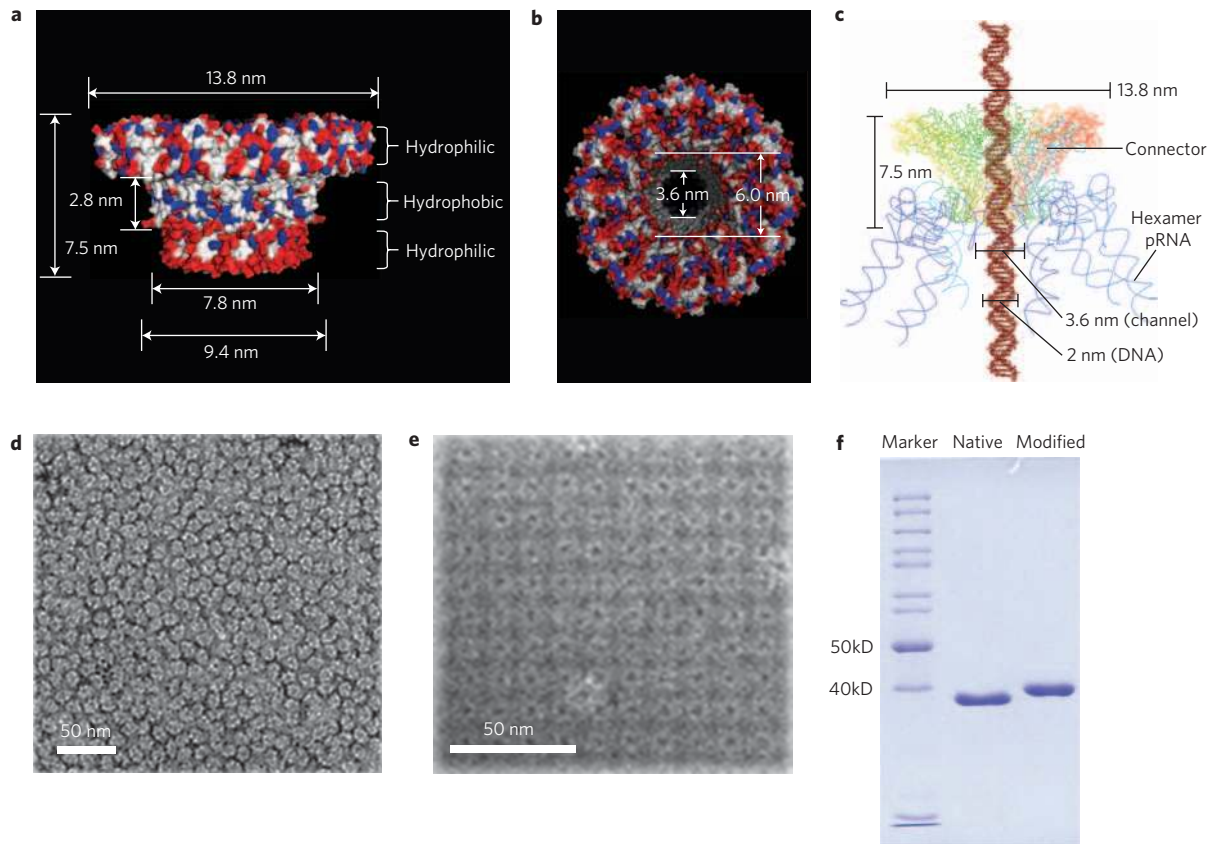 a
13.8 nm
Hydrophilic
2.8 nm
Hydrophobic
7.5 nm
Hydrophilic
7.8 nm
9.4 nm
b
3.6 nm
6.0 nm
c
13.8 nm
Connector
7.5 nm
Hexamer
pRNA
3.6 nm (channel)
2 nm (DNA)
d
50 nm
e
50 nm
f
Marker Native Modified
50kD
40kD